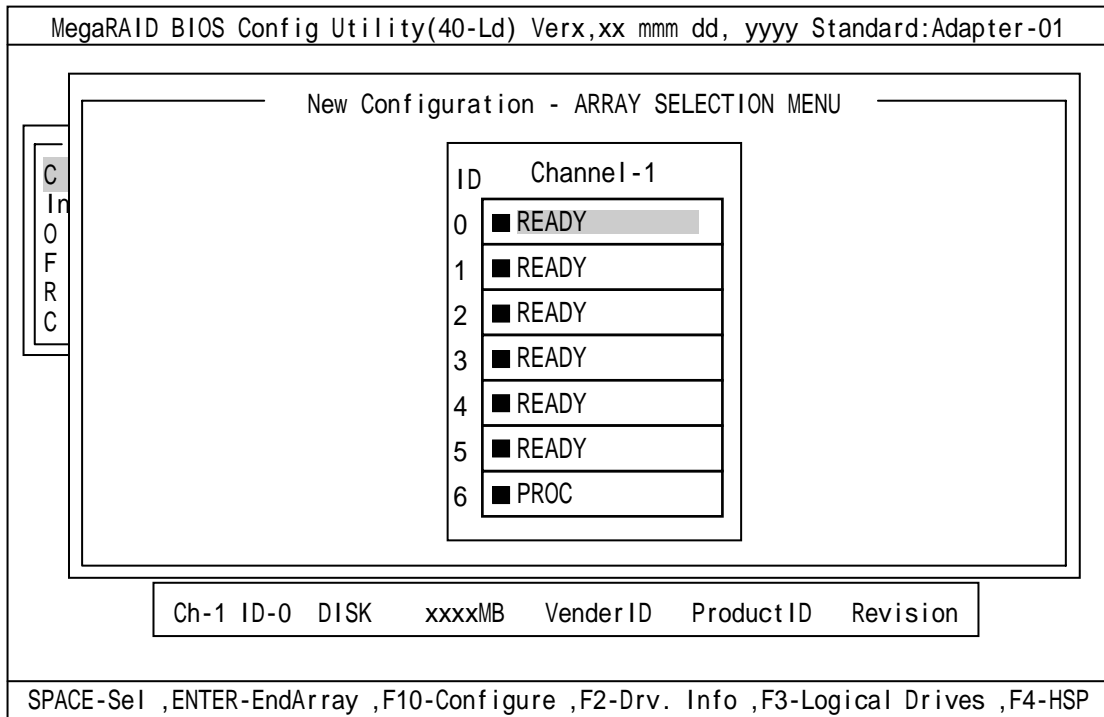 MegaRAID BIOS Config Utility(40-Ld) Verx,xx mmm dd, yyyy Standard:Adapter-01
New Configuration - ARRAY SELECTION MENU
C
In
O
F
R
C
ID Channel-1
0 READY
1 READY
2 READY
3 READY
4 READY
5 READY
6 PROC
Ch-1 ID-0 DISK xxxxMB VenderID ProductID Revision
SPACE-Sel ,ENTER-EndArray ,F10-Configure ,F2-Drv. Info ,F3-Logical Drives ,F4-HSP